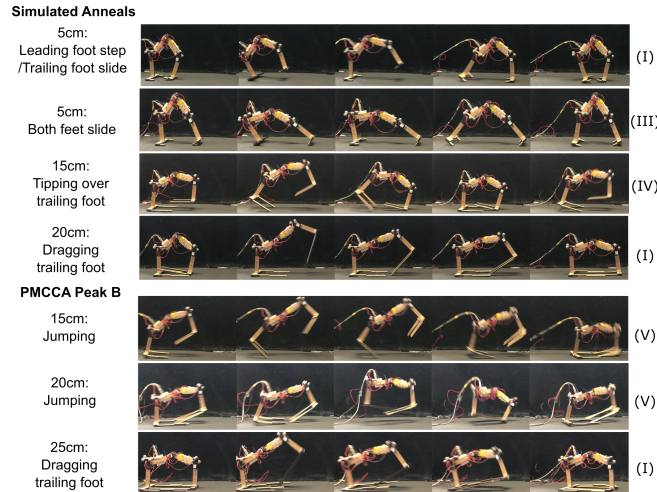 Simulated Anneals
5cm:
Leading foot step
/Trailing foot slide
(I)
5cm:
Both feet slide
(III)
15cm:
Tipping over
trailing foot
(IV)
20cm:
Dragging
trailing foot
(I)
PMCCA Peak B
15cm:
Jumping
(V)
20cm:
Jumping
(V)
25cm:
Dragging
trailing foot
(I)